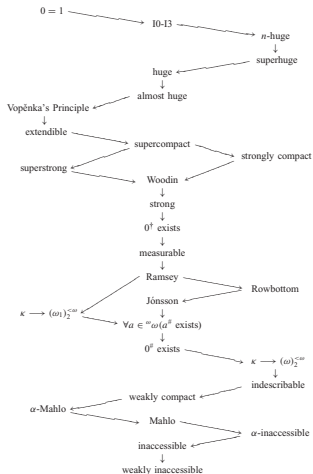 0 = 1
I0-I3
n-huge
superhuge
huge
almost huge
Vopěnka's Principle
extendible
supercompact
strongly compact
superstrong
Woodin
strong
0† exists
measurable
Ramsey
Rowbottom
Jónsson
κ ⟶ (ω₁)₂^{<ω}
∀a ∈ ^ωω(a^# exists)
0^# exists
κ ⟶ (ω)₂^{<ω}
indescribable
weakly compact
α-Mahlo
Mahlo
α-inaccessible
inaccessible
weakly inaccessible